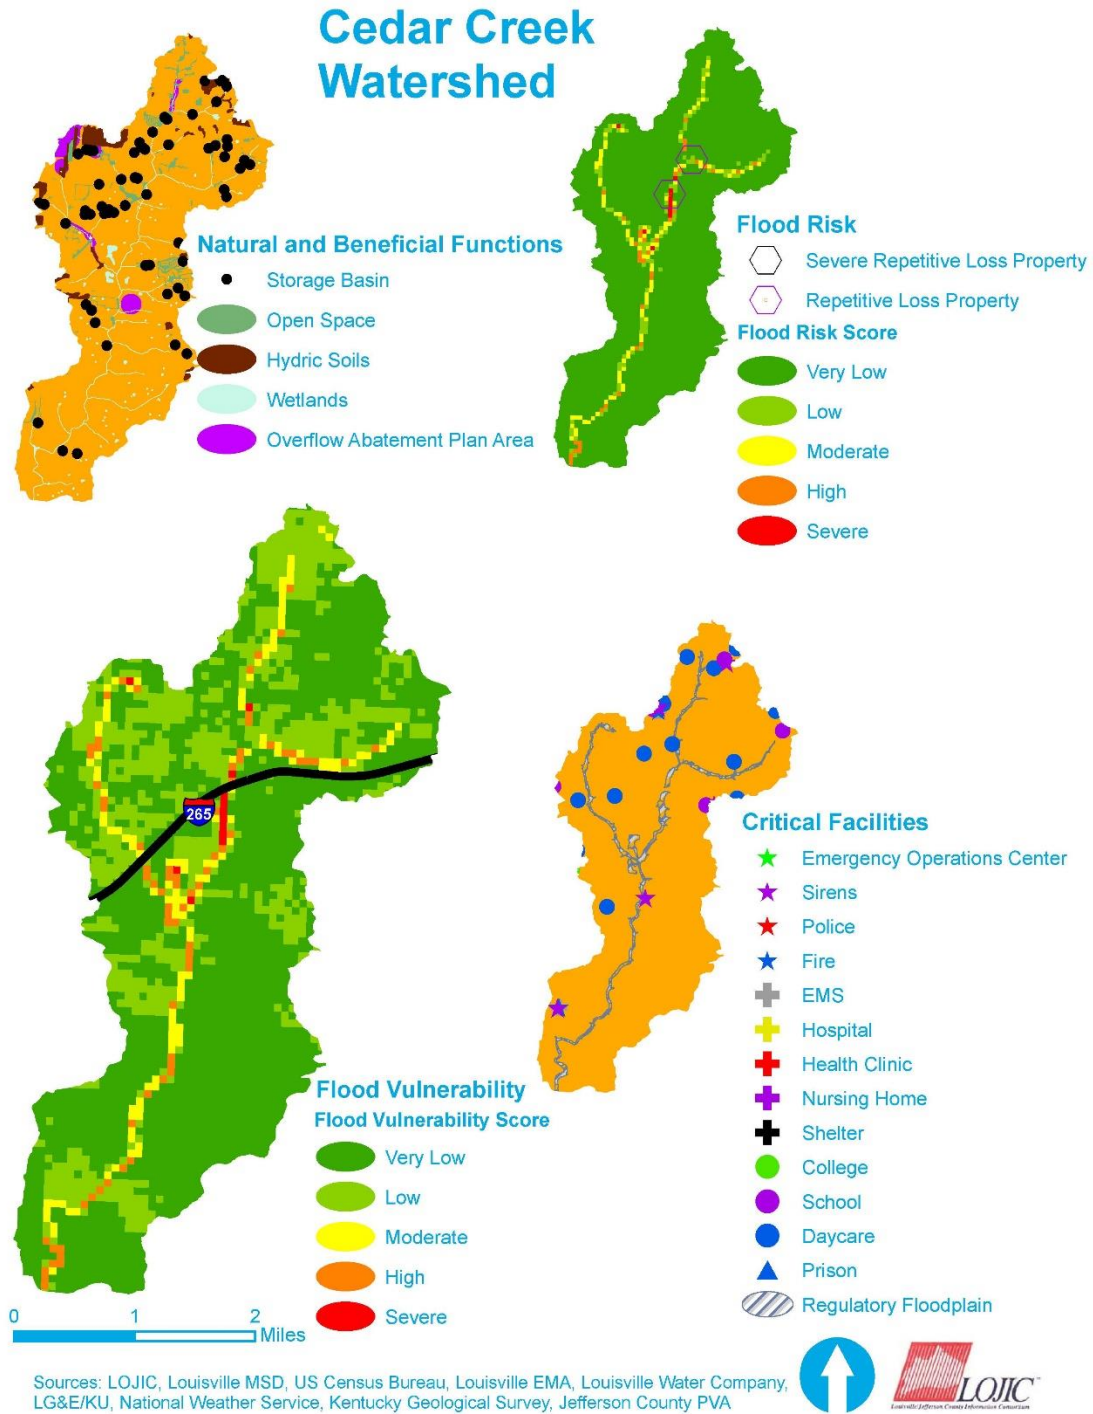 Cedar Creek
Watershed
Natural and Beneficial Functions
Storage Basin
Open Space
Hydric Soils
Wetlands
Overflow Abatement Plan Area
Flood Risk
Severe Repetitive Loss Property
Repetitive Loss Property
Flood Risk Score
Very Low
Low
Moderate
High
Severe
265
Flood Vulnerability
Flood Vulnerability Score
Very Low
Low
Moderate
High
Severe
0 1 2
Miles
Critical Facilities
Emergency Operations Center
Sirens
Police
Fire
EMS
Hospital
Health Clinic
Nursing Home
Shelter
College
School
Daycare
Prison
Regulatory Floodplain
Sources: LOJIC, Louisville MSD, US Census Bureau, Louisville EMA, Louisville Water Company,
LG&E/KU, National Weather Service, Kentucky Geological Survey, Jefferson County PVA
LOJIC
Louisville/Jefferson County Information Consortium